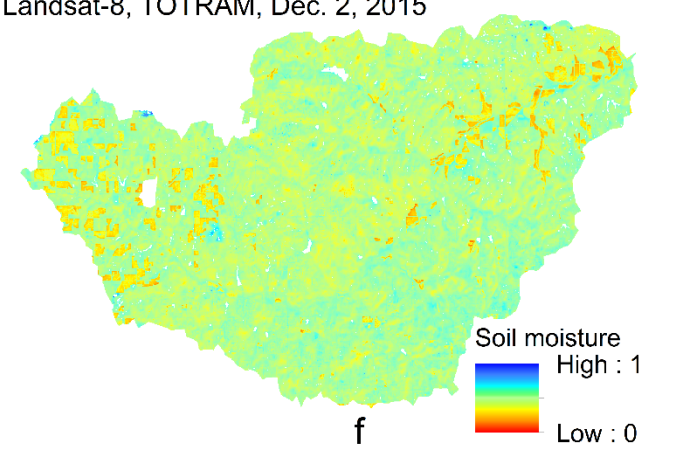 Landsat-8, TOTRAM, Dec. 2, 2015
Soil moisture
High : 1
Low : 0
f